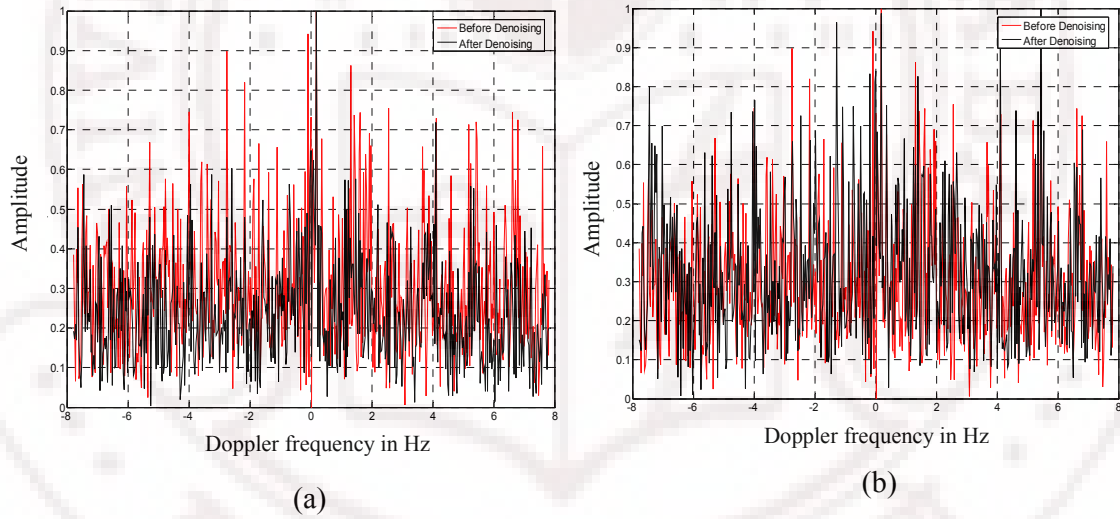 1
0.9
0.8
0.7
0.6
0.5
0.4
0.3
0.2
0.1
0
Amplitude
-8 -6 -4 -2 0 2 4 6 8
Doppler frequency in Hz
Before Denoising
After Denoising
(a)
1
0.9
0.8
0.7
0.6
0.5
0.4
0.3
0.2
0.1
0
Amplitude
-8 -6 -4 -2 0 2 4 6 8
Doppler frequency in Hz
Before Denoising
After Denoising
(b)